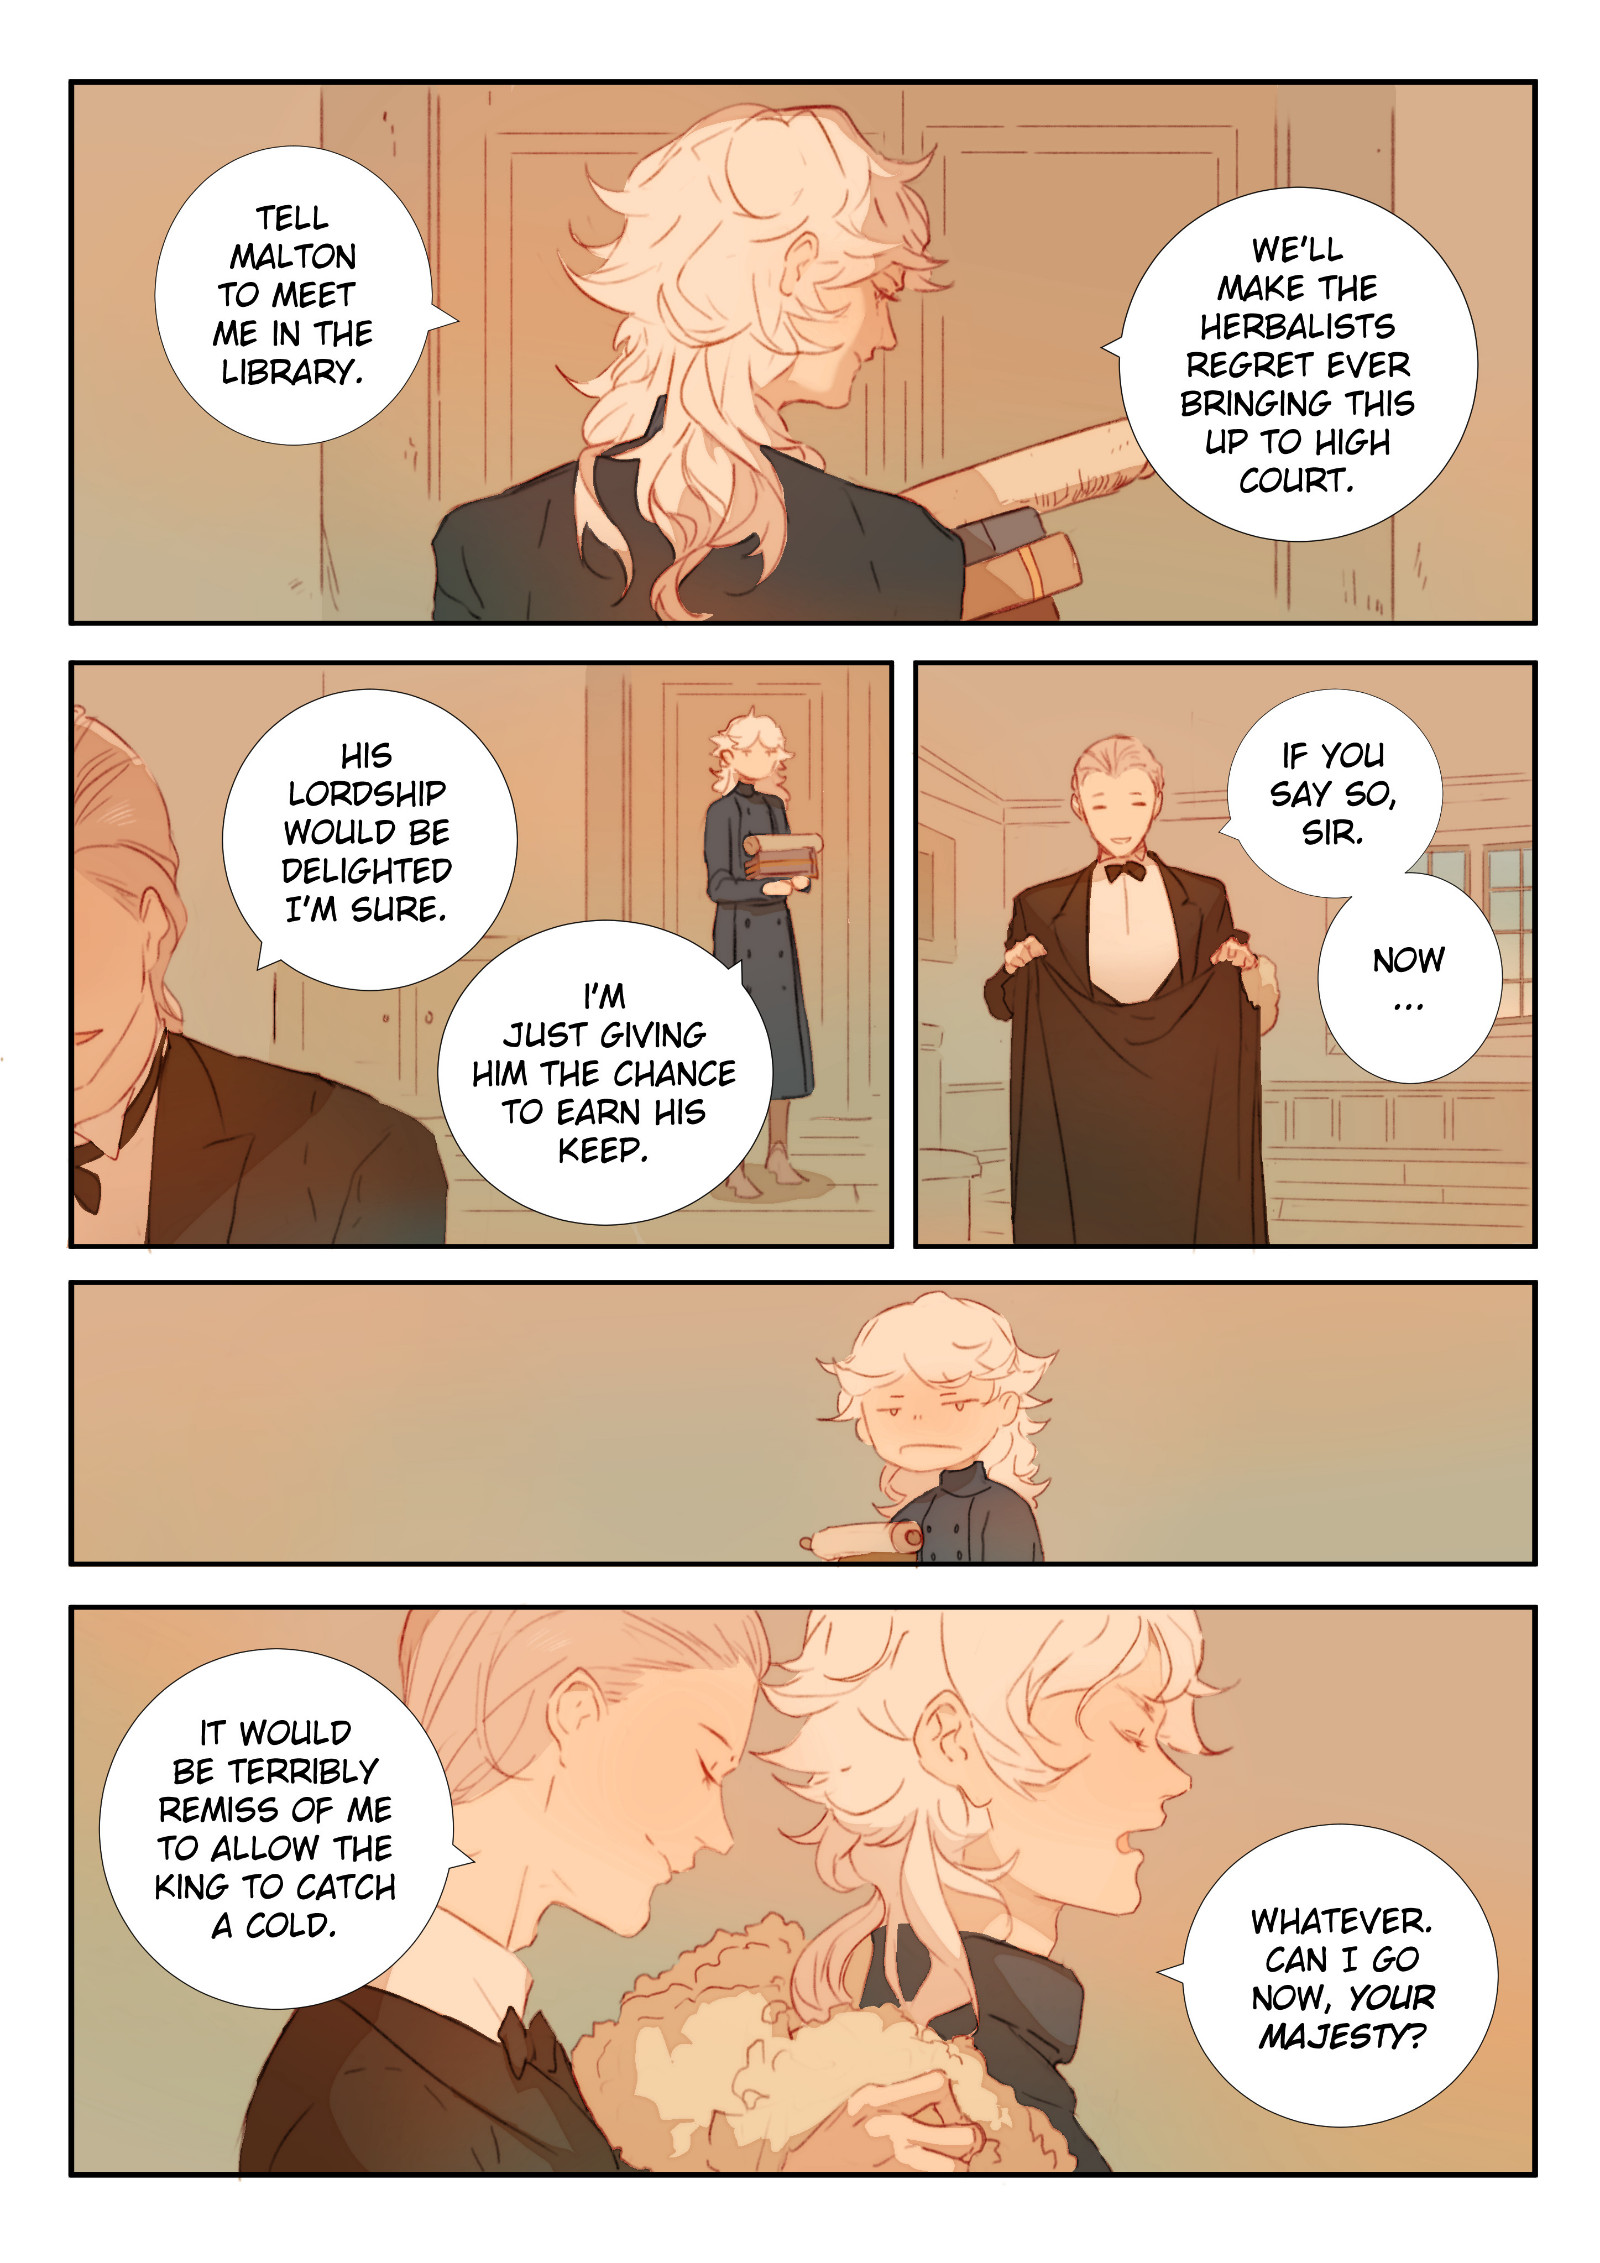 TELL
MALTON
TO MEET
ME IN THE
LIBRARY.
WE'LL
MAKE THE
HERBALISTS
REGRET EVER
BRINGING THIS
UP TO HIGH
COURT.
HIS
LORDSHIP
WOULD BE
DELIGHTED
I'M SURE.
I'M
JUST GIVING
HIM THE CHANCE
TO EARN HIS
KEEP.
IF YOU
SAY SO,
SIR.
NOW
...
IT WOULD
BE TERRIBLY
REMISS OF ME
TO ALLOW THE
KING TO CATCH
A COLD.
WHATEVER.
CAN I GO
NOW, YOUR
MAJESTY?